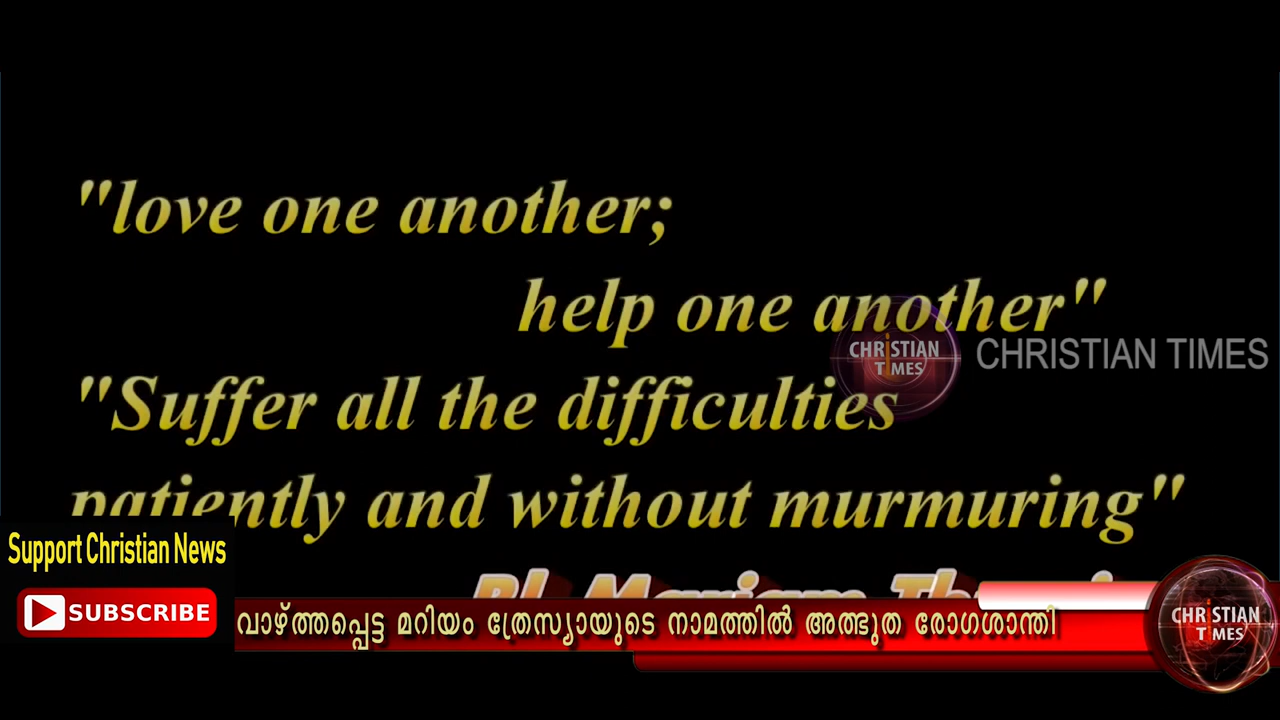 "love one another;
help one another"
CHRISTIAN TIMES
CHRISTIAN TIMES
"Suffer all the difficulties
patiently and without murmuring"
Support Christian News
SUBSCRIBE
വാഴ്ത്തപ്പെട്ട മറിയം ത്രേസ്യായുടെ നാമത്തിൽ അത്ഭുത രോഗശാന്തി
CHRISTIAN TIMES